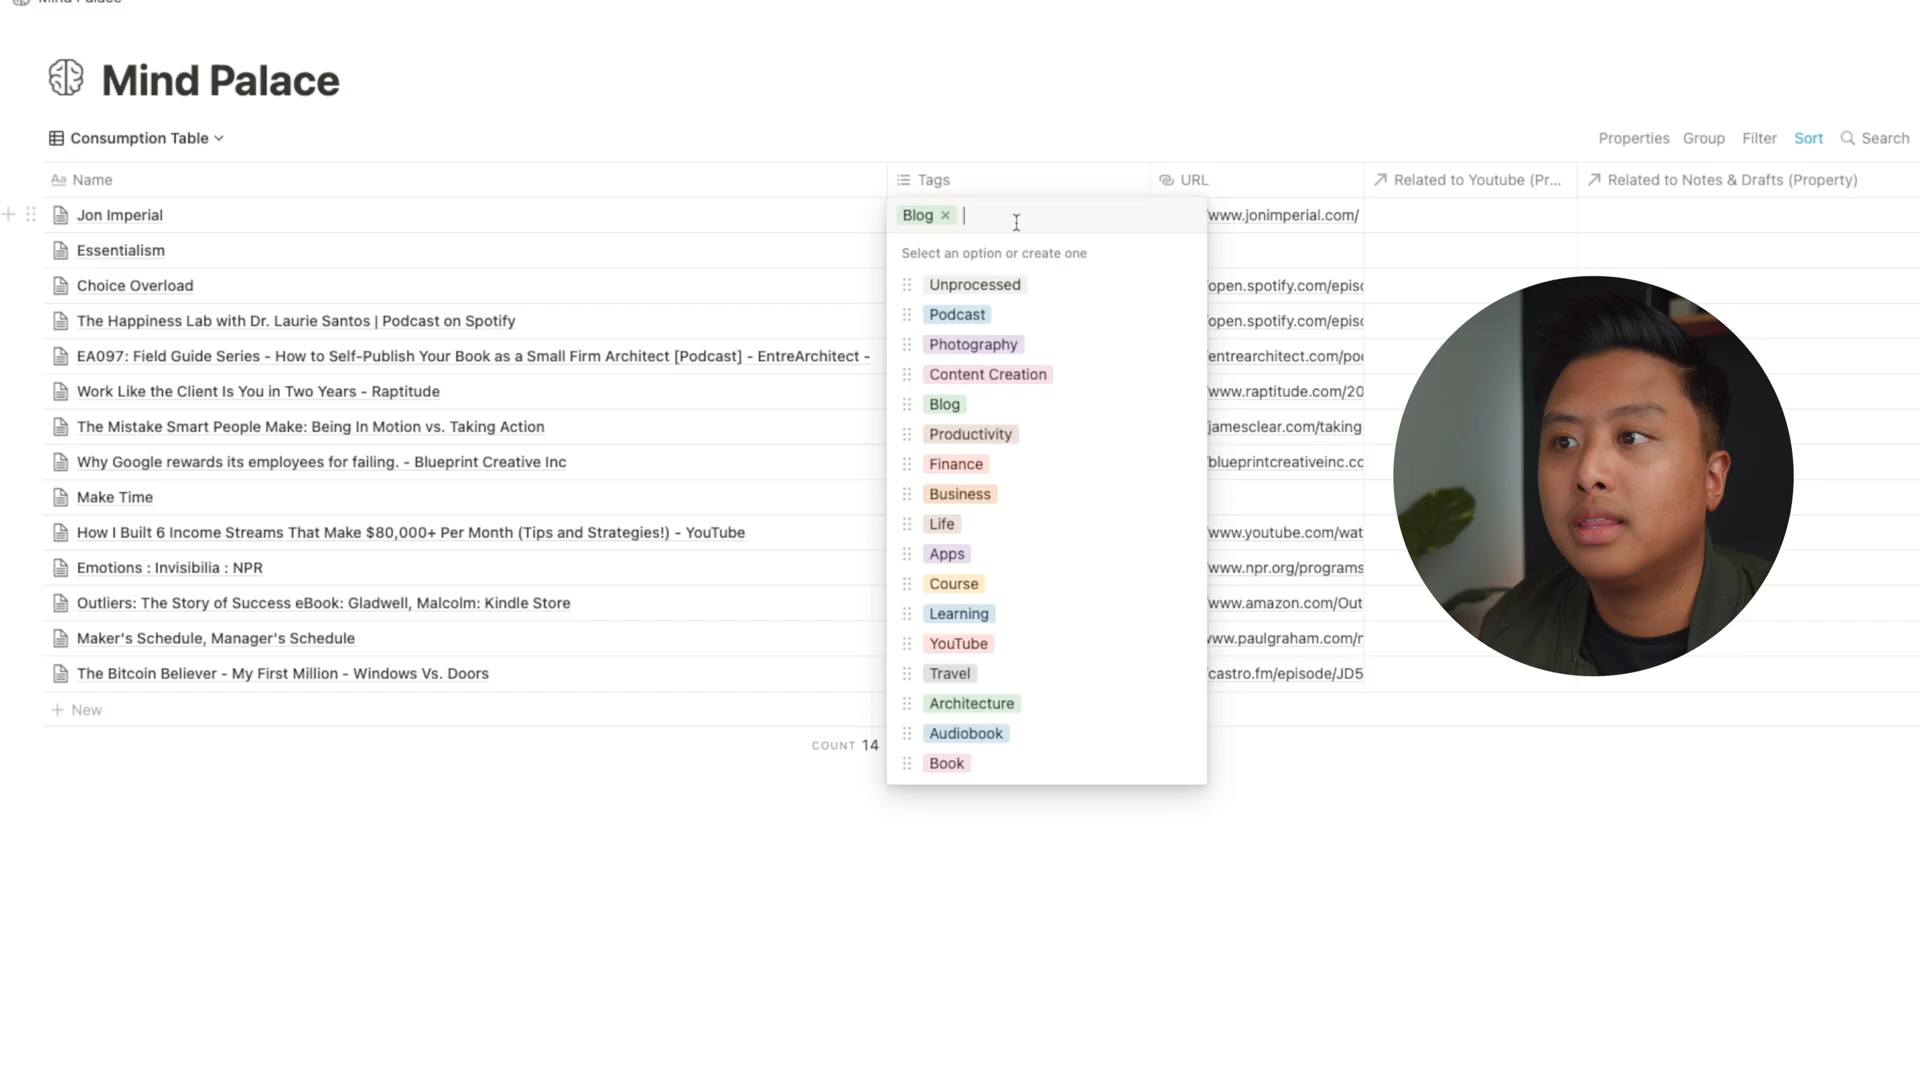 Mind Palace
Mind Palace
Consumption Table
Properties Group Filter Sort Search
Aa Name Tags URL Related to Youtube (Pr... Related to Notes & Drafts (Property)
Jon Imperial Blog × www.jonimperial.com/
Essentialism
Select an option or create one
Choice Overload Unprocessed open.spotify.com/episo
The Happiness Lab with Dr. Laurie Santos | Podcast on Spotify Podcast open.spotify.com/episo
EA097: Field Guide Series - How to Self-Publish Your Book as a Small Firm Architect [Podcast] - EntreArchitect - Photography entrearchitect.com/poc
Content Creation
Work Like the Client Is You in Two Years - Raptitude Blog www.raptitude.com/20
The Mistake Smart People Make: Being In Motion vs. Taking Action Productivity jamesclear.com/taking
Why Google rewards its employees for failing. - Blueprint Creative Inc Finance blueprintcreativeinc.co
Make Time Business
How I Built 6 Income Streams That Make $80,000+ Per Month (Tips and Strategies!) - YouTube Life www.youtube.com/wat
Apps
Emotions : Invisibilia : NPR Course www.npr.org/programs
Outliers: The Story of Success eBook: Gladwell, Malcolm: Kindle Store Learning www.amazon.com/Out
Maker's Schedule, Manager's Schedule YouTube www.paulgraham.com/
The Bitcoin Believer - My First Million - Windows Vs. Doors Travel castro.fm/episode/JD5
+ New Architecture
COUNT 14 Audiobook
Book